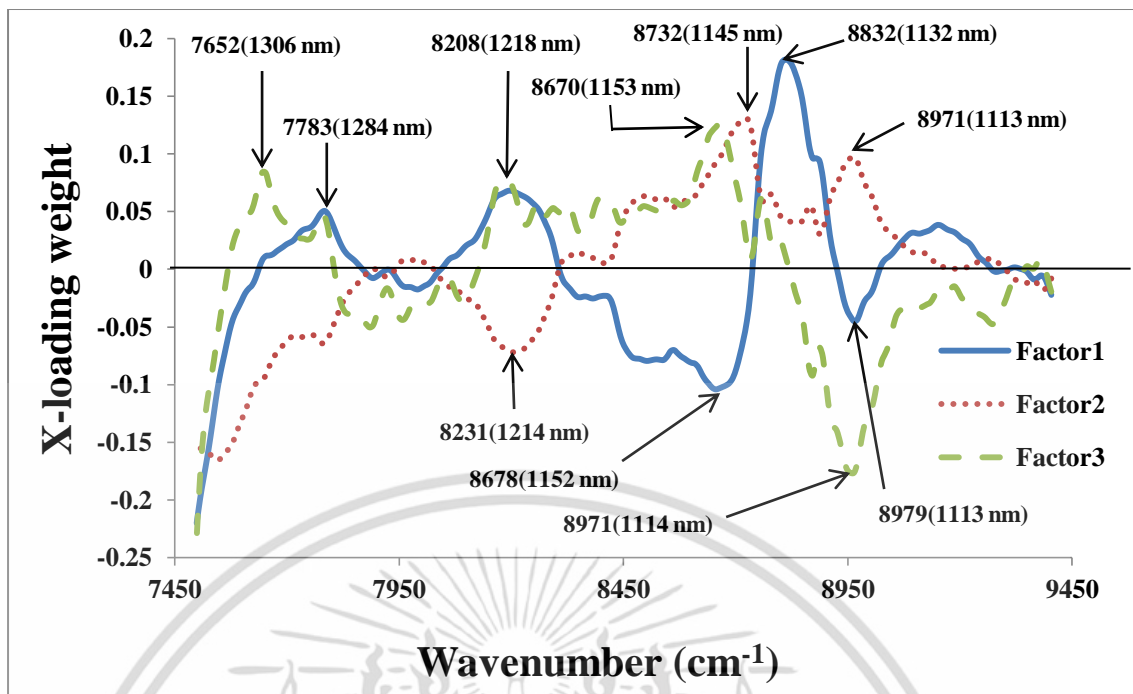 X-loading weight
0.2
0.15
0.1
0.05
0
-0.05
-0.1
-0.15
-0.2
-0.25
7652(1306 nm)
7783(1284 nm)
8208(1218 nm)
8670(1153 nm)
8732(1145 nm)
8832(1132 nm)
8971(1113 nm)
8231(1214 nm)
8678(1152 nm)
8971(1114 nm)
8979(1113 nm)
Factor1
Factor2
Factor3
7450
7950
8450
8950
9450
Wavenumber (cm⁻¹)